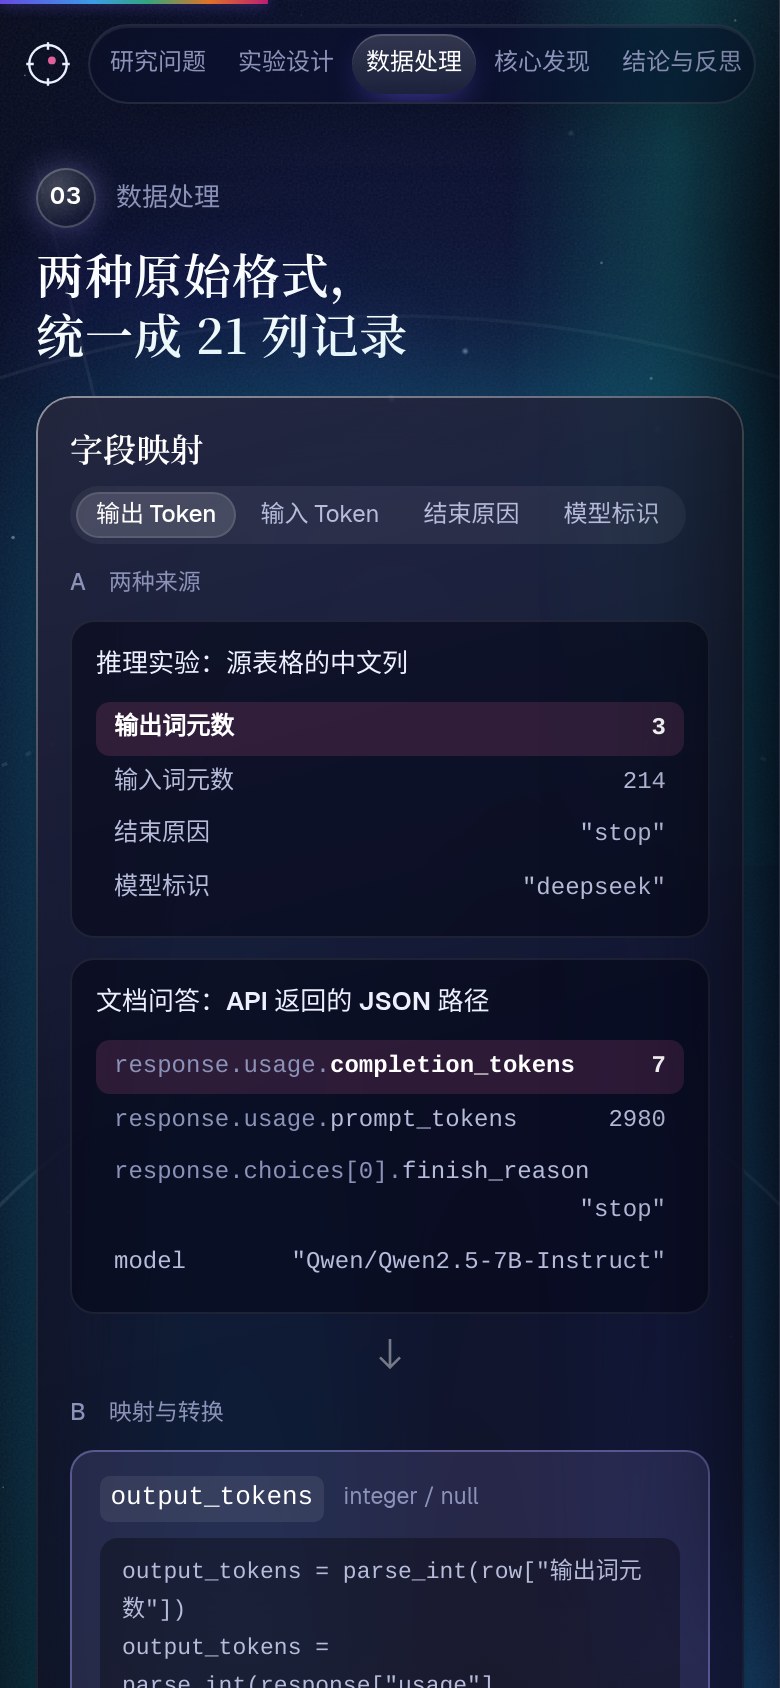 研究问题 实验设计 数据处理 核心发现 结论与反思
03 数据处理
两种原始格式，
统一成 21 列记录
字段映射
输出 Token 输入 Token 结束原因 模型标识
A 两种来源
推理实验：源表格的中文列
输出词元数 3
输入词元数 214
结束原因 "stop"
模型标识 "deepseek"
文档问答：API 返回的 JSON 路径
response.usage.completion_tokens 7
response.usage.prompt_tokens 2980
response.choices[0].finish_reason
"stop"
model "Qwen/Qwen2.5-7B-Instruct"
↓
B 映射与转换
output_tokens integer / null
output_tokens = parse_int(row["输出词元
数"])
output_tokens =
parse_int(response["usage"]